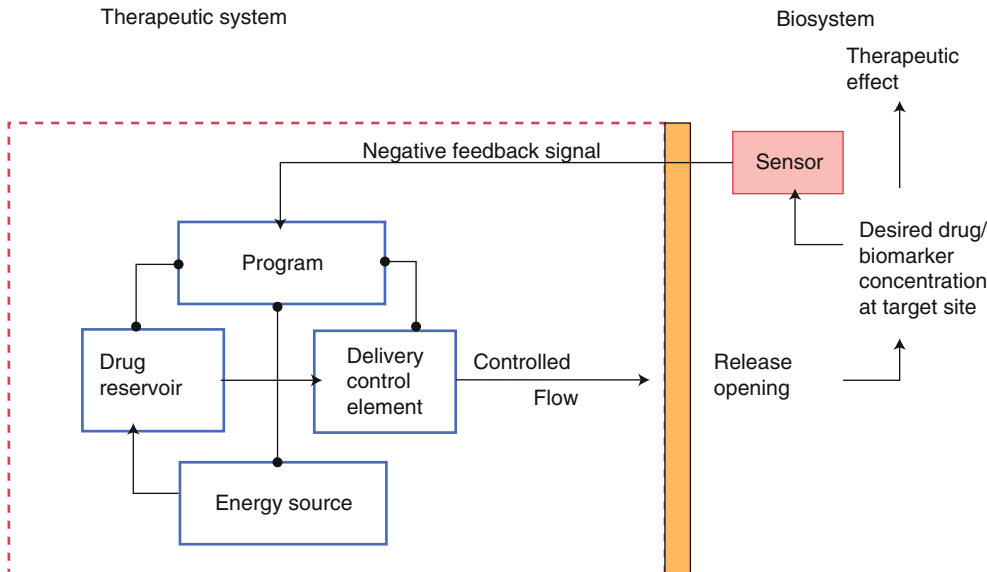 Therapeutic system
Biosystem
Therapeutic
effect
Negative feedback signal
Sensor
Program
Desired drug/
biomarker
concentration
at target site
Drug
reservoir
Delivery
control
element
Controlled
Flow
Release
opening
Energy source